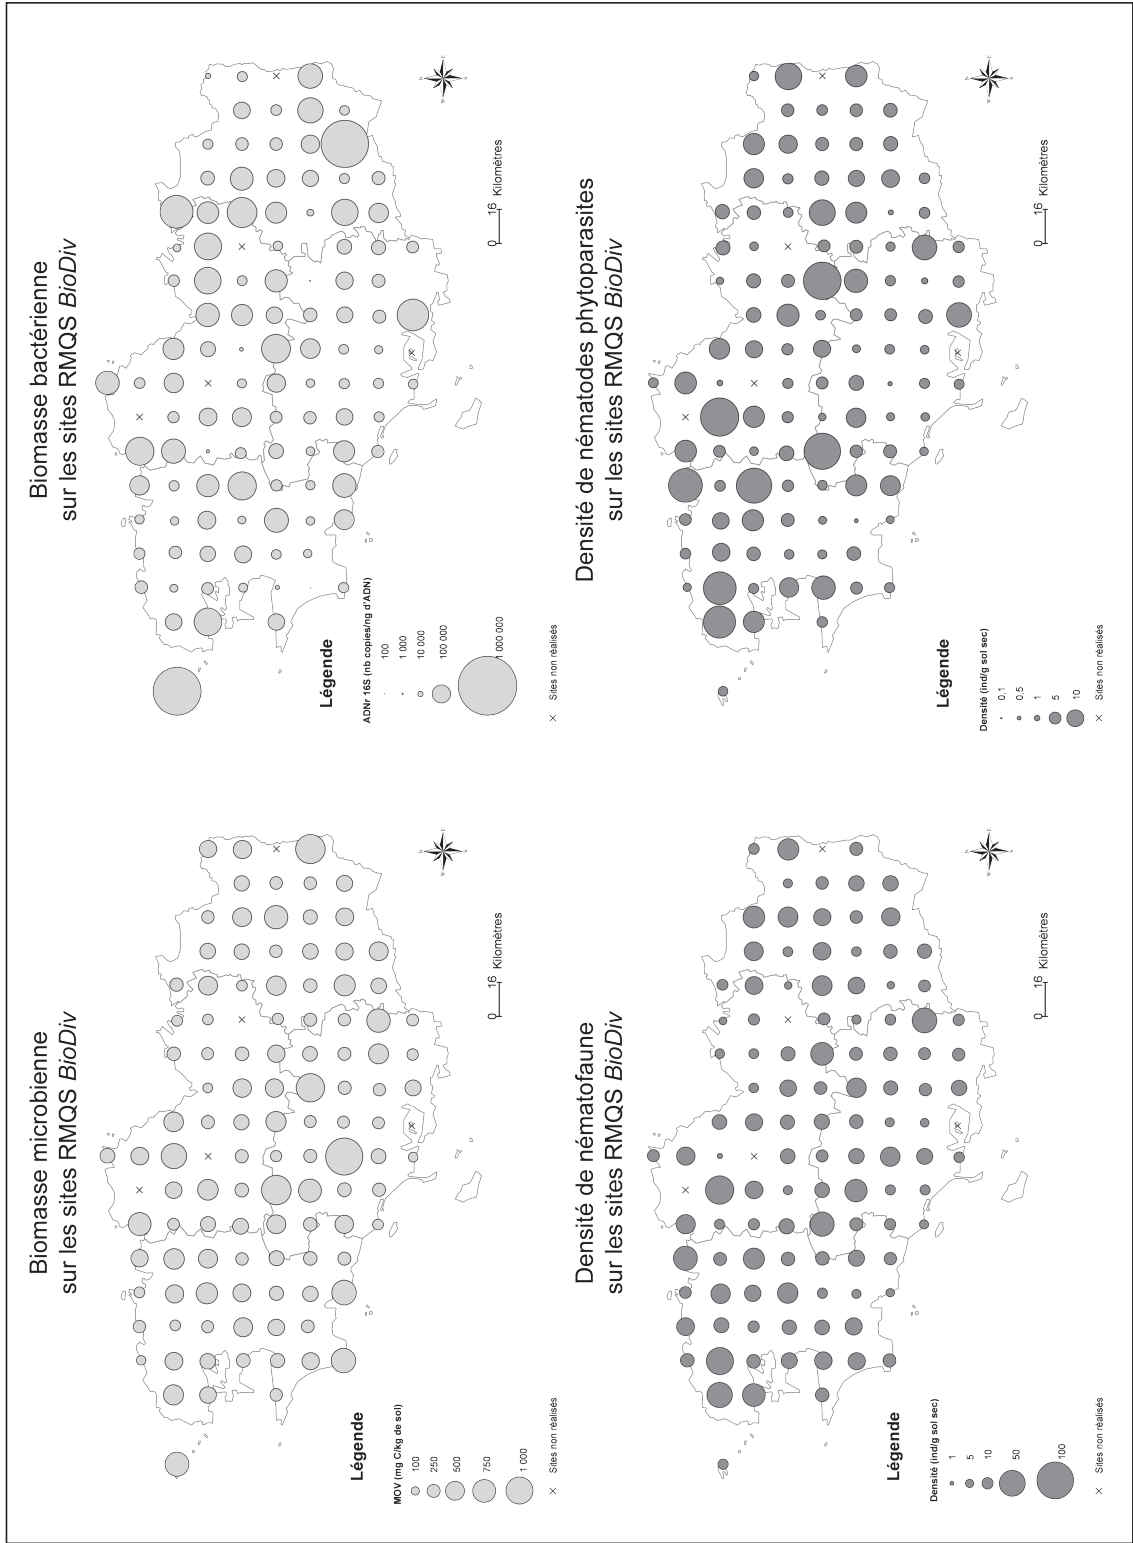 Biomasse microbienne
sur les sites RMQS BioDiv
Légende
MOV (mg C/kg de sol)
100
250
500
750
1 000
Sites non réalisés
0 16 Kilomètres
Biomasse bactérienne
sur les sites RMQS BioDiv
Légende
ADNr 16S (nb copies/ng d'ADN)
100
1 000
10 000
100 000
1 000 000
Sites non réalisés
0 16 Kilomètres
Densité de nématofaune
sur les sites RMQS BioDiv
Légende
Densité (ind/g sol sec)
1
5
10
50
100
Sites non réalisés
0 16 Kilomètres
Densité de nématodes phytoparasites
sur les sites RMQS BioDiv
Légende
Densité (ind/g sol sec)
0,1
0,5
1
5
10
Sites non réalisés
0 16 Kilomètres